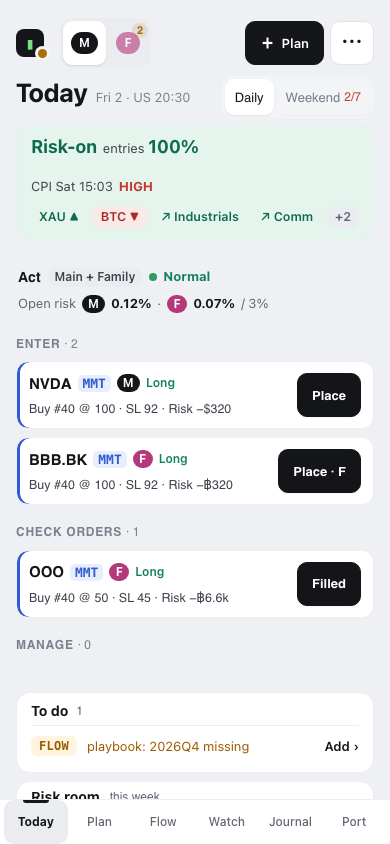 M F 2 + Plan ...
Today Fri 2 · US 20:30 Daily Weekend 2/7
Risk-on entries 100%
CPI Sat 15:03 HIGH
XAU ▲ BTC ▼ ↗ Industrials ↗ Comm +2
Act Main + Family Normal
Open risk M 0.12% · F 0.07% / 3%
ENTER · 2
NVDA MMT M Long
Buy #40 @ 100 · SL 92 · Risk −$320
Place
BBB.BK MMT F Long
Buy #40 @ 100 · SL 92 · Risk −฿320
Place · F
CHECK ORDERS · 1
OOO MMT F Long
Buy #40 @ 50 · SL 45 · Risk −฿6.6k
Filled
MANAGE · 0
To do 1
FLOW playbook: 2026Q4 missing Add ›
Risk room this week
Today Plan Flow Watch Journal Port